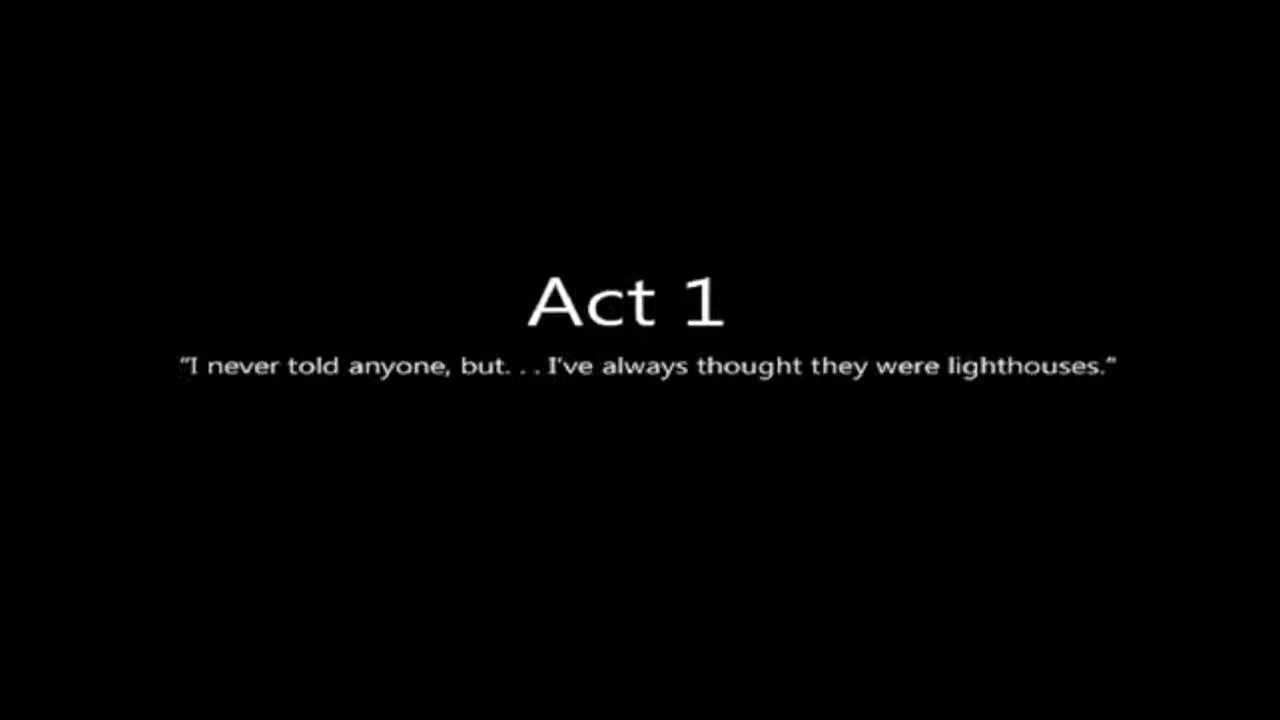 Act 1
“I never told anyone, but. . . I've always thought they were lighthouses.”